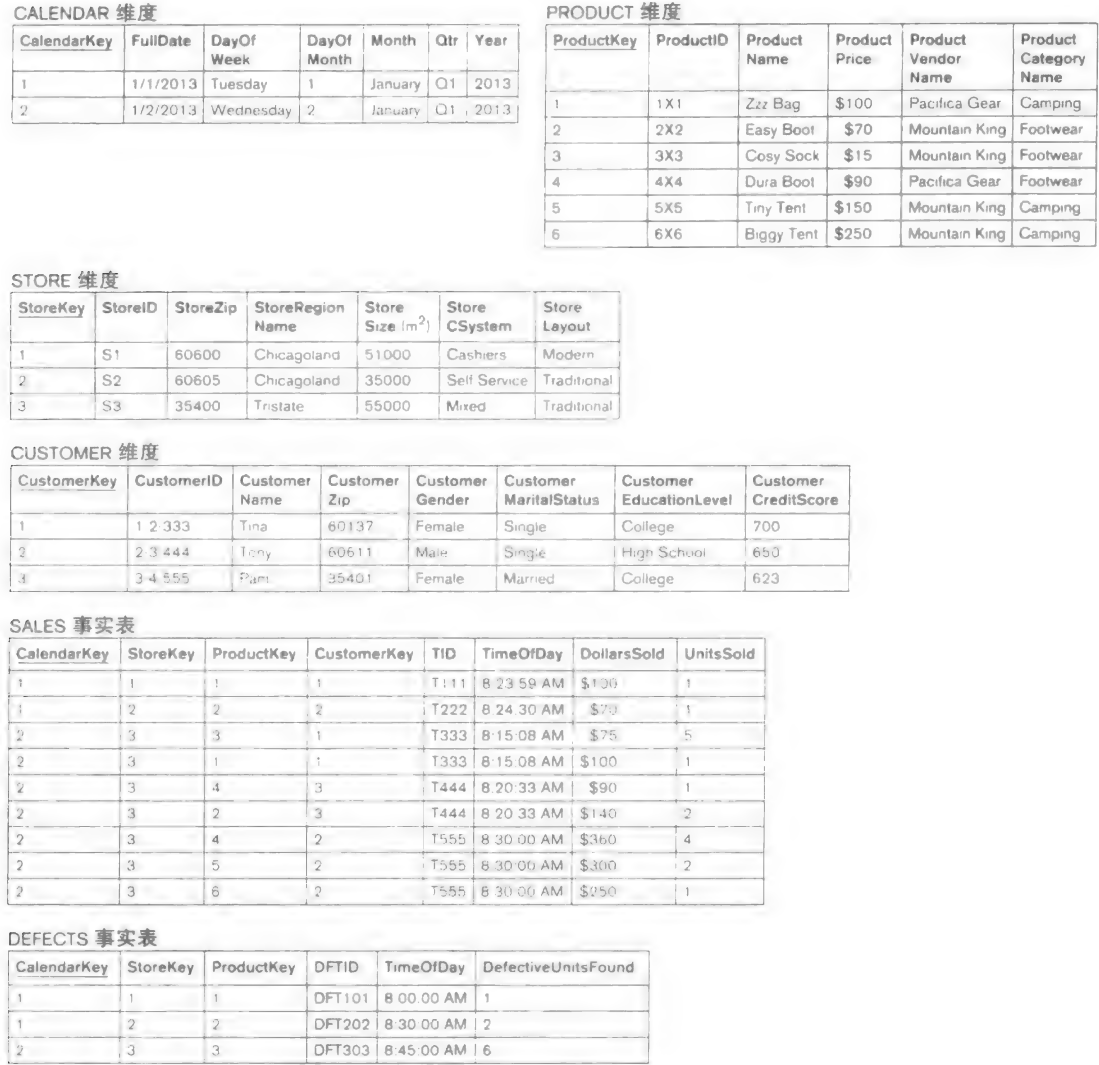 CALENDAR 维度
CalendarKey FullDate DayOf Week DayOf Month Month Qtr Year
1 1/1/2013 Tuesday 1 January Q1 2013
2 1/2/2013 Wednesday 2 January Q1 2013
PRODUCT 维度
ProductKey ProductID Product Name Product Price Product Vendor Name Product Category Name
1 1X1 Zzz Bag $100 Pacifica Gear Camping
2 2X2 Easy Boot $70 Mountain King Footwear
3 3X3 Cosy Sock $15 Mountain King Footwear
4 4X4 Dura Boot $90 Pacifica Gear Footwear
5 5X5 Tiny Tent $150 Mountain King Camping
6 6X6 Biggy Tent $250 Mountain King Camping
STORE 维度
StoreKey StoreID StoreZip StoreRegion Name Store Size (m²) Store CSystem Store Layout
1 S1 60600 Chicagoland 51000 Cashiers Modern
2 S2 60605 Chicagoland 35000 Self Service Traditional
3 S3 35400 Tristate 55000 Mixed Traditional
CUSTOMER 维度
CustomerKey CustomerID Customer Name Customer Zip Customer Gender Customer MaritalStatus Customer EducationLevel Customer CreditScore
1 1-2-333 Tina 60137 Female Single College 700
2 2-3-444 Tony 60611 Male Single High School 650
3 3-4-555 Pam 35401 Female Married College 623
SALES 事实表
CalendarKey StoreKey ProductKey CustomerKey TID TimeOfDay DollarsSold UnitsSold
1 1 1 1 T111 8:23:59 AM $100 1
1 2 2 2 T222 8:24:30 AM $70 1
2 3 3 1 T333 8:15:08 AM $75 5
2 3 1 1 T333 8:15:08 AM $100 1
2 3 4 3 T444 8:20:33 AM $90 1
2 3 2 3 T444 8:20:33 AM $140 2
2 3 4 2 T555 8:30:00 AM $360 4
2 3 5 2 T555 8:30:00 AM $300 2
2 3 6 2 T555 8:30:00 AM $250 1
DEFECTS 事实表
CalendarKey StoreKey ProductKey DFTID TimeOfDay DefectiveUnitsFound
1 1 1 DFT101 8:00:00 AM 1
1 2 2 DFT202 8:30:00 AM 2
2 3 3 DFT303 8:45:00 AM 6